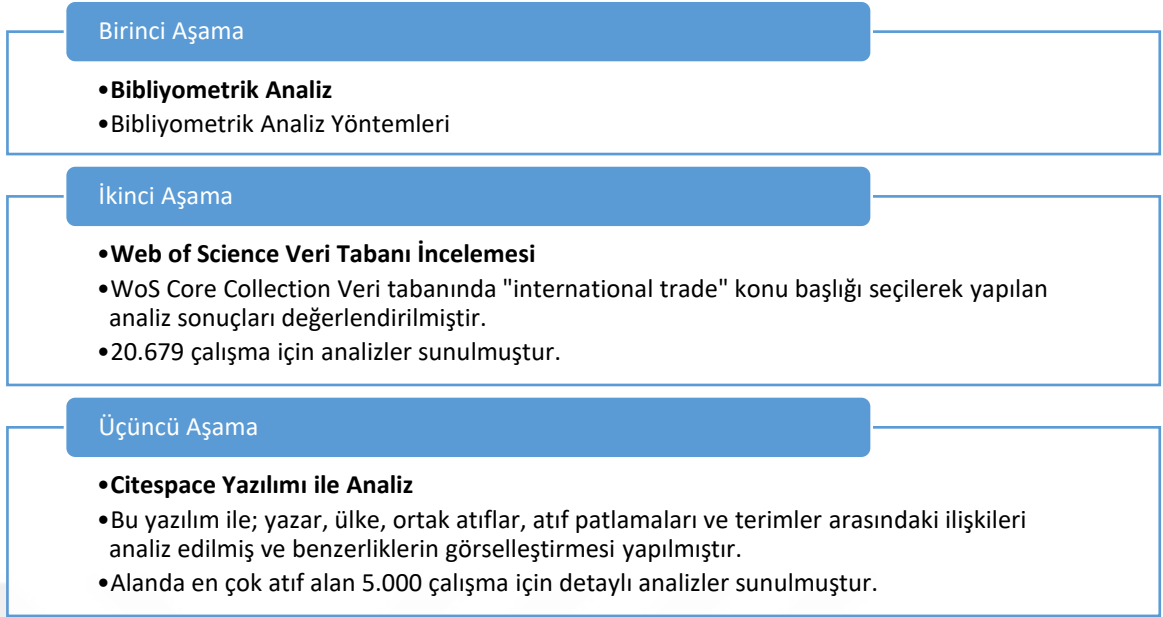 Birinci Aşama
•Bibliyometrik Analiz
•Bibliyometrik Analiz Yöntemleri
İkinci Aşama
•Web of Science Veri Tabanı İncelemesi
•WoS Core Collection Veri tabanında "international trade" konu başlığı seçilerek yapılan
analiz sonuçları değerlendirilmiştir.
•20.679 çalışma için analizler sunulmuştur.
Üçüncü Aşama
•Citespace Yazılımı ile Analiz
•Bu yazılım ile; yazar, ülke, ortak atıflar, atıf patlamaları ve terimler arasındaki ilişkileri
analiz edilmiş ve benzerliklerin görselleştirmesi yapılmıştır.
•Alanda en çok atıf alan 5.000 çalışma için detaylı analizler sunulmuştur.